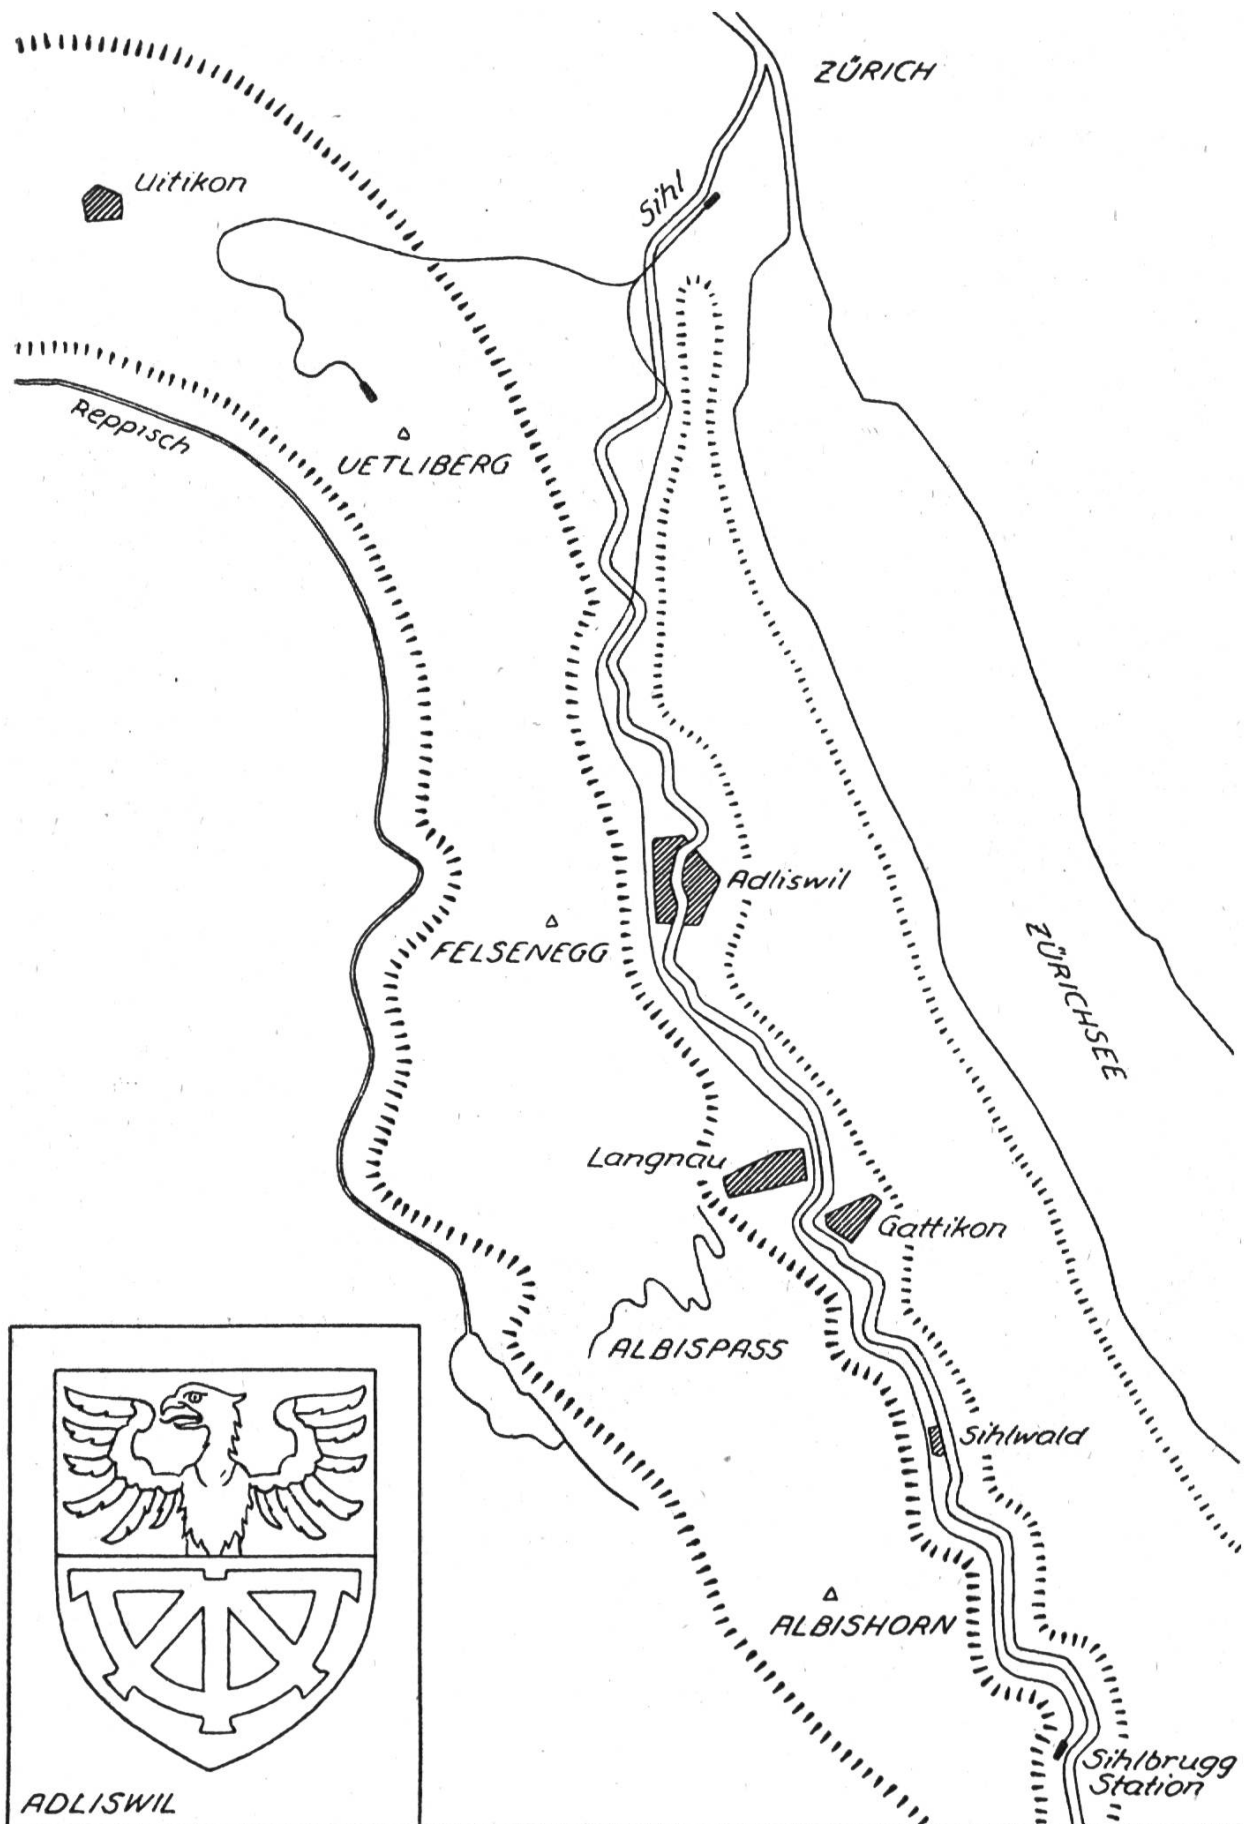 ZÜRICH
Uitikon
Sihl
Reppisch
UETLIBERG
Adliswil
FELSENEGG
ZÜRICHSEE
Langnau
Gattikon
ALBISPASS
Sihlwald
ALBISHORN
Sihlbrugg
Station
ADLISWIL